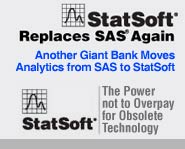 StatSoft®
Replaces SAS® Again
Another Giant Bank Moves
Analytics from SAS to StatSoft
StatSoft®
The Power
not to Overpay
for Obsolete
Technology